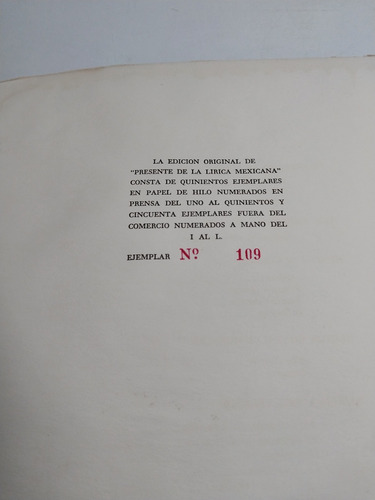 LA EDICION ORIGINAL DE
"PRESENTE DE LA LIRICA MEXICANA"
CONSTA DE QUINIENTOS EJEMPLARES
EN PAPEL DE HILO NUMERADOS EN
PRENSA DEL UNO AL QUINIENTOS Y
CINCUENTA EJEMPLARES FUERA DEL
COMERCIO NUMERADOS A MANO DEL
I AL L.
EJEMPLAR Nº 109